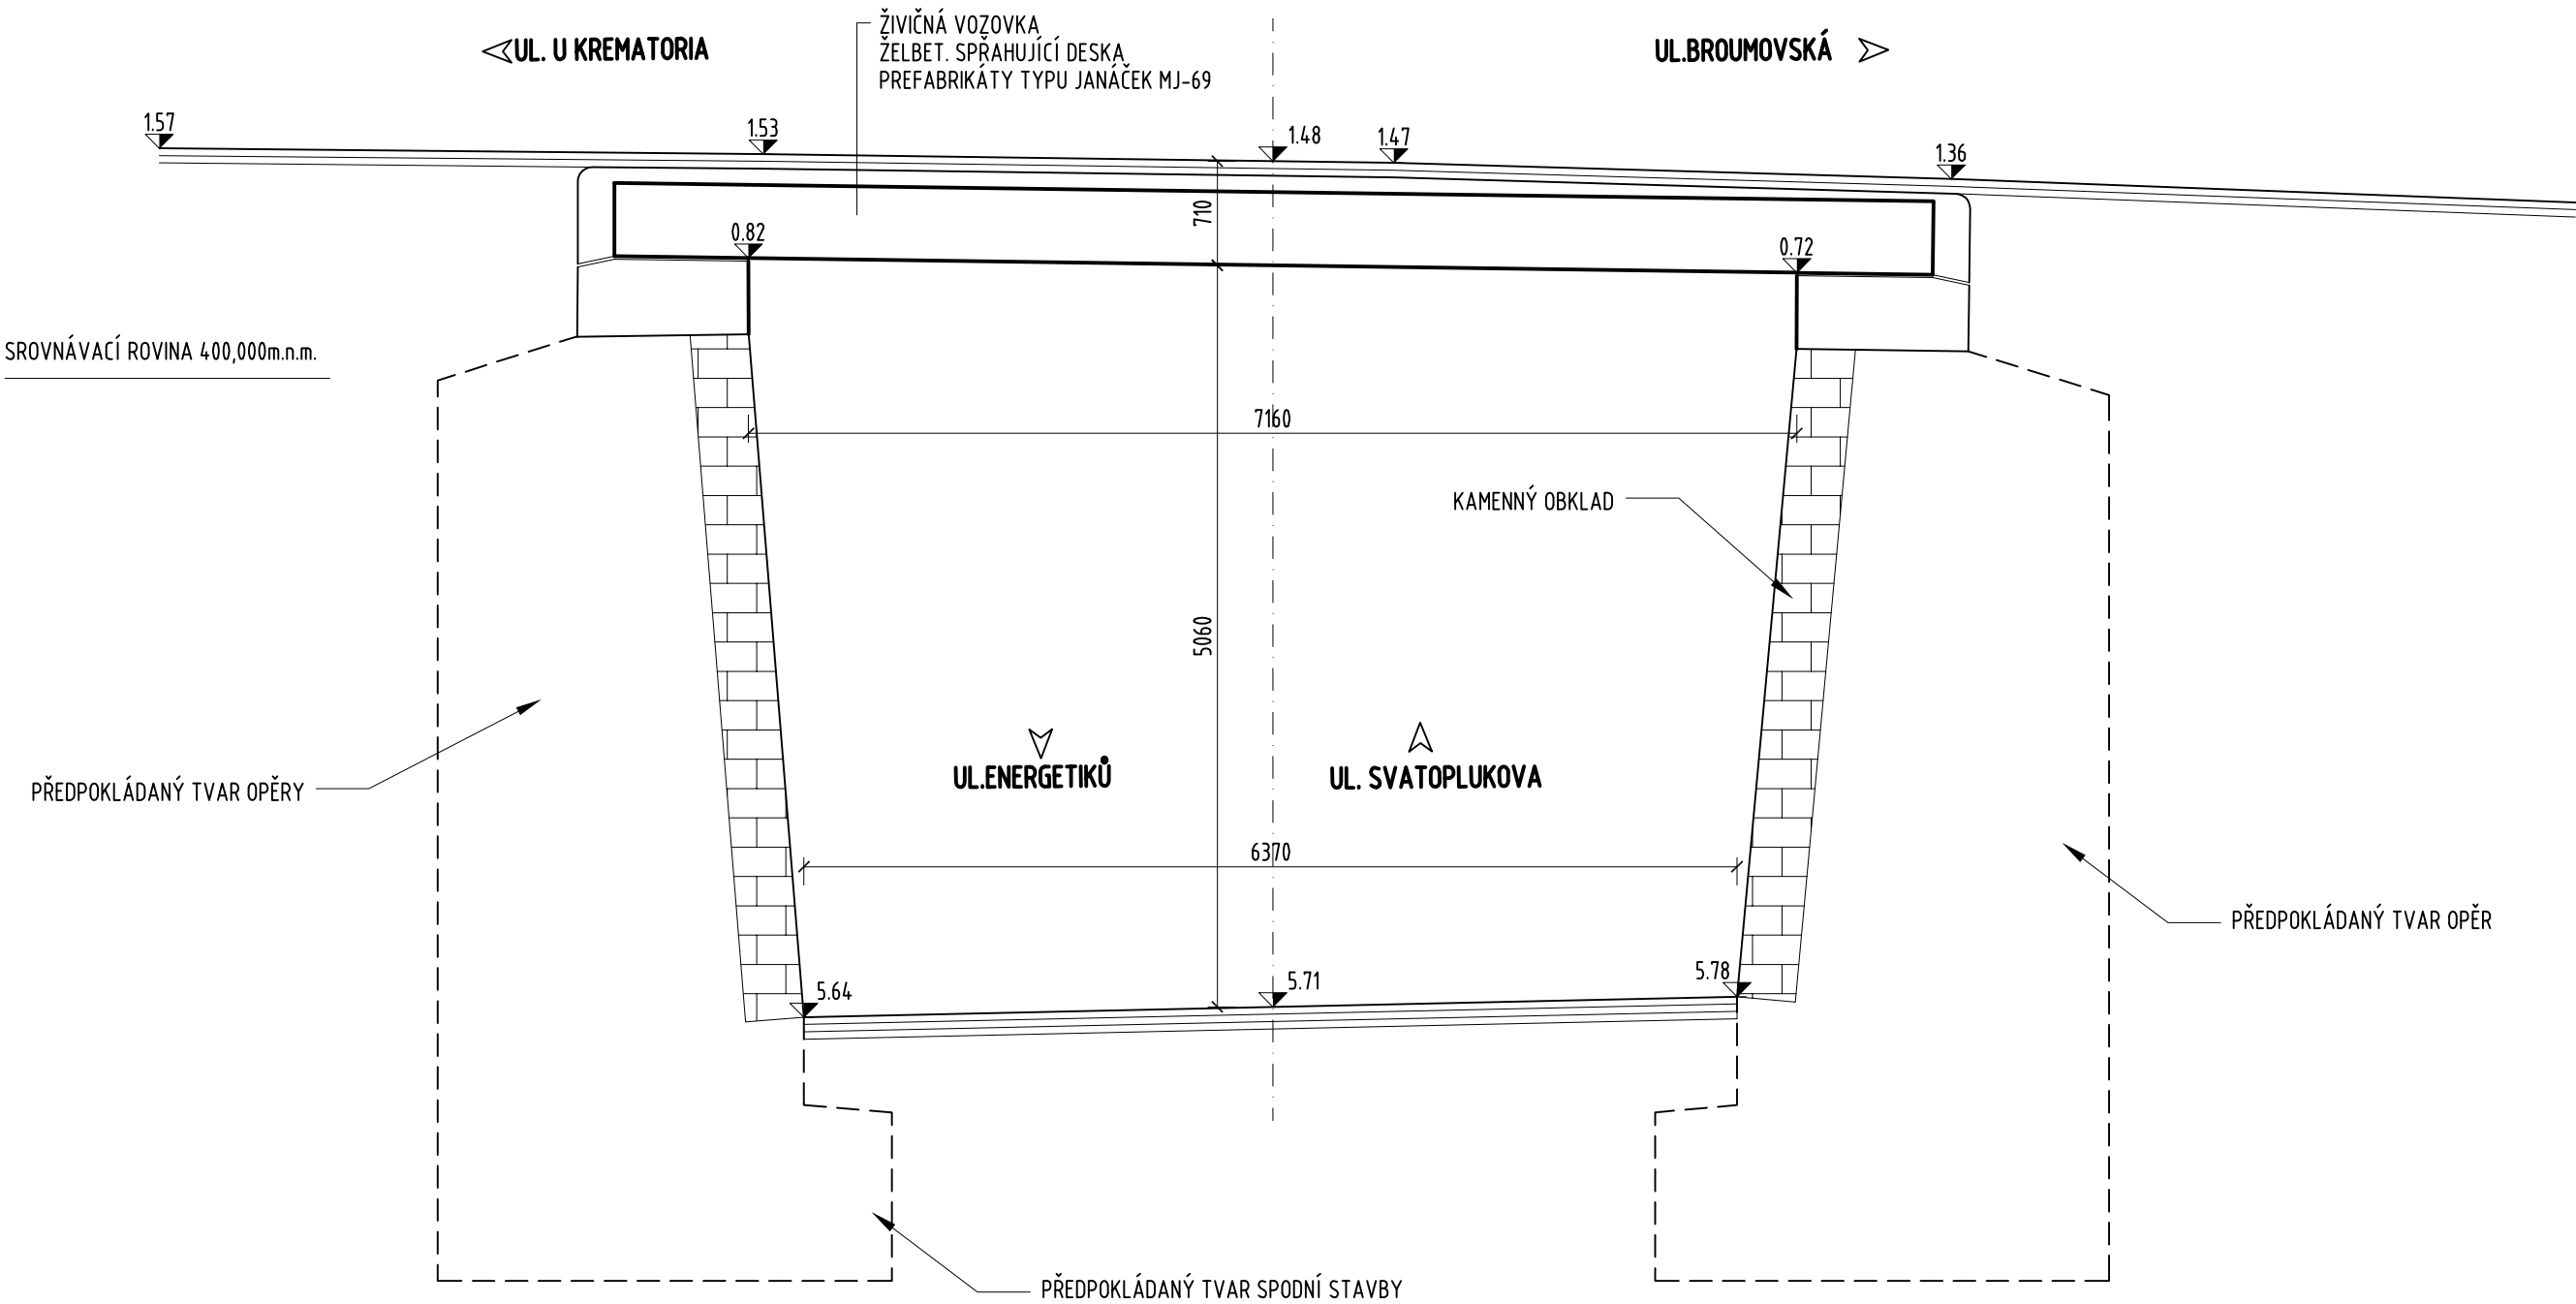 ŽIVIČNÁ VOZOVKA
ŽELBET. SPŘAHUJÍCÍ DESKA
PREFABRIKÁTY TYPU JANÁČEK MJ-69
UL. U KREMATORIA
UL.BROUMOVSKÁ
1.57
1.53
1.48
1.47
1.36
710
0.82
0.72
SROVNÁVACÍ ROVINA 400,000m.n.m.
7160
KAMENNÝ OBKLAD
5060
UL.ENERGETIKŮ
UL. SVATOPLUKOVA
PŘEDPOKLÁDANÝ TVAR OPĚRY
6370
PŘEDPOKLÁDANÝ TVAR OPĚR
5.64
5.71
5.78
PŘEDPOKLÁDANÝ TVAR SPODNÍ STAVBY